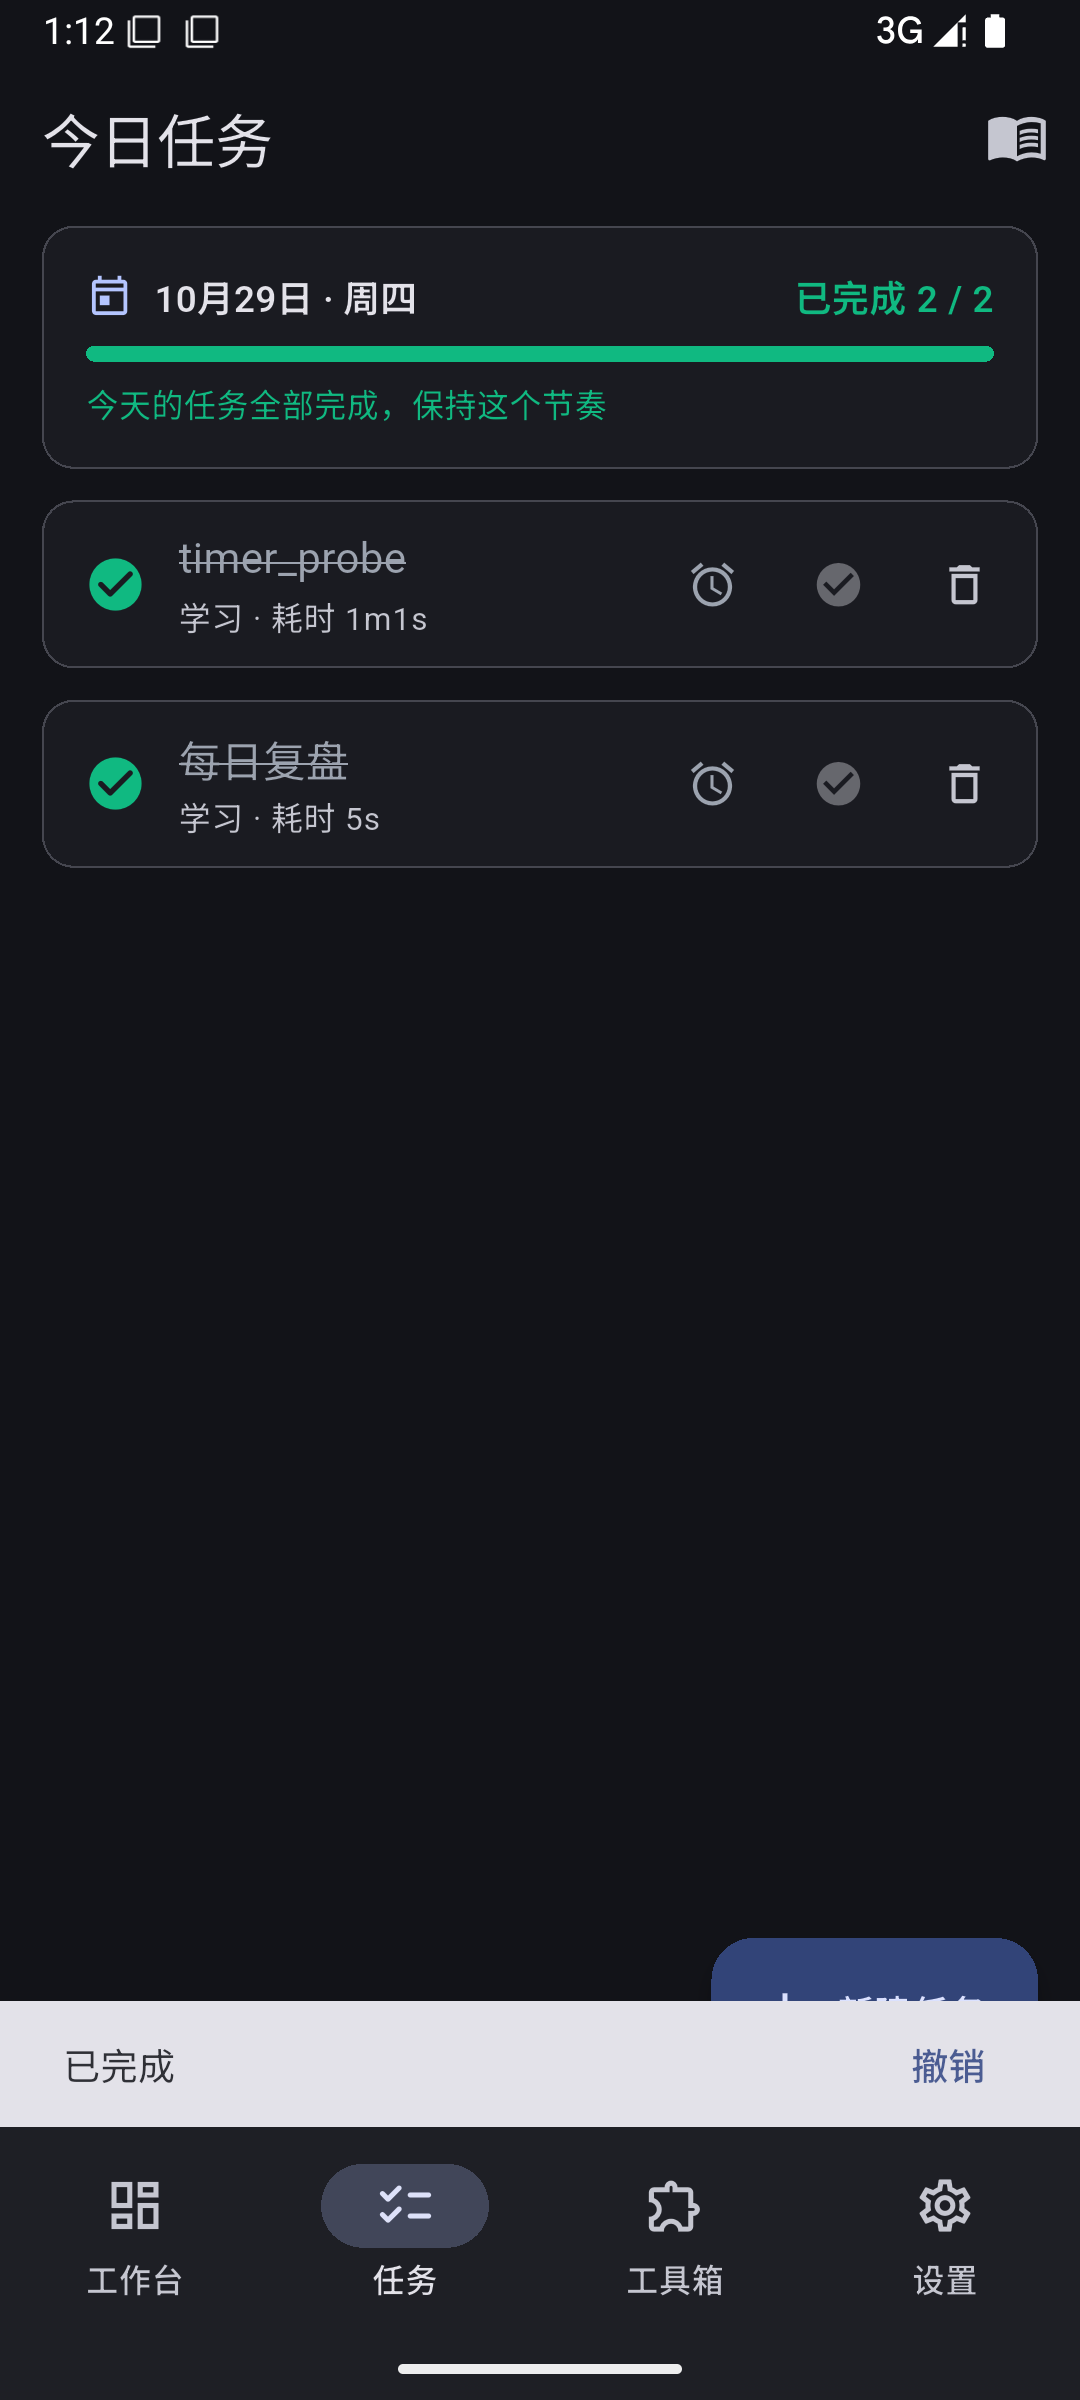 1:12
3G
今日任务
10月29日 · 周四
已完成 2 / 2
今天的任务全部完成，保持这个节奏
timer_probe
学习 · 耗时 1m1s
每日复盘
学习 · 耗时 5s
已完成
撤销
工作台
任务
工具箱
设置